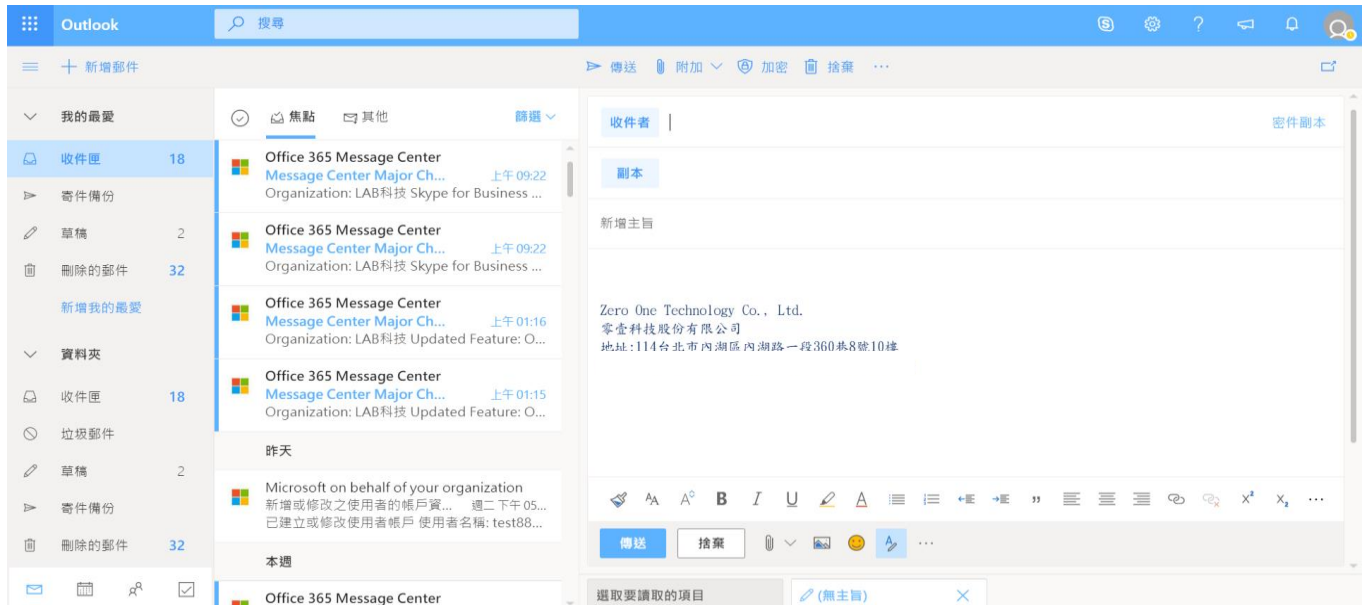 Outlook
搜尋
新增郵件
傳送 附加 加密 捨棄 ···
我的最愛
收件匣 18
寄件備份
草稿 2
刪除的郵件 32
新增我的最愛
資料夾
收件匣 18
垃圾郵件
草稿 2
寄件備份
刪除的郵件 32
焦點 其他 篩選
Office 365 Message Center
Message Center Major Ch... 上午 09:22
Organization: LAB科技 Skype for Business ...
Office 365 Message Center
Message Center Major Ch... 上午 09:22
Organization: LAB科技 Skype for Business ...
Office 365 Message Center
Message Center Major Ch... 上午 01:16
Organization: LAB科技 Updated Feature: O...
Office 365 Message Center
Message Center Major Ch... 上午 01:15
Organization: LAB科技 Updated Feature: O...
昨天
Microsoft on behalf of your organization
新增或修改之使用者的帳戶資... 週二 下午 05...
已建立或修改使用者帳戶 使用者名稱: test88...
本週
Office 365 Message Center
收件者 密件副本
副本
新增主旨
Zero One Technology Co., Ltd.
零壹科技股份有限公司
地址:114台北市內湖區內湖路一段360巷8號10樓
傳送 捨棄
選取要讀取的項目 (無主旨)